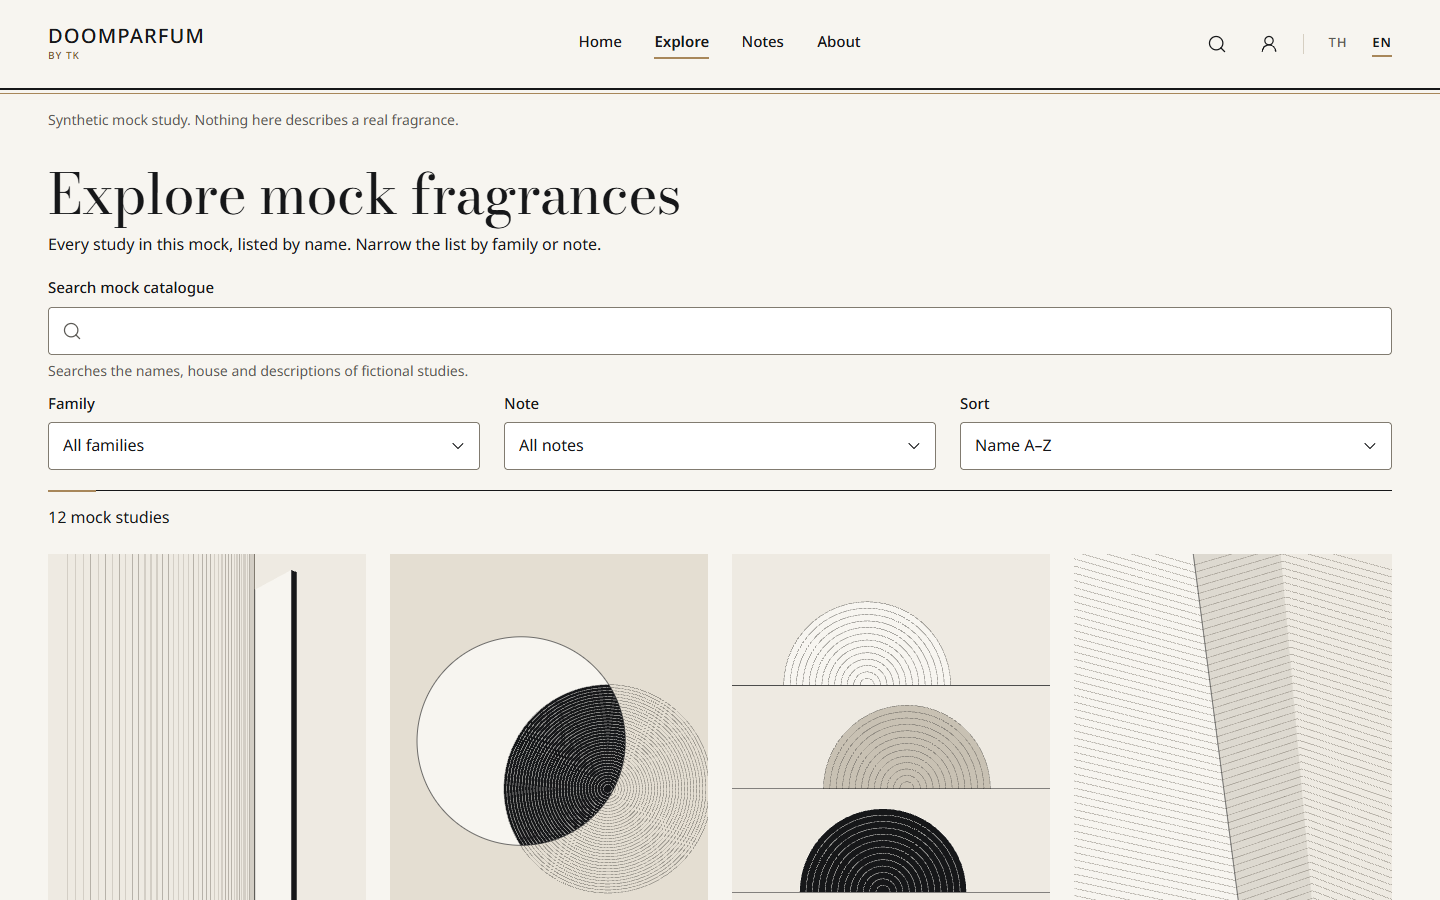 DOOMPARFUM
BY TK
Home
Explore
Notes
About
TH
EN
Synthetic mock study. Nothing here describes a real fragrance.
Explore mock fragrances
Every study in this mock, listed by name. Narrow the list by family or note.
Search mock catalogue
Searches the names, house and descriptions of fictional studies.
Family
Note
Sort
All families
All notes
Name A–Z
12 mock studies